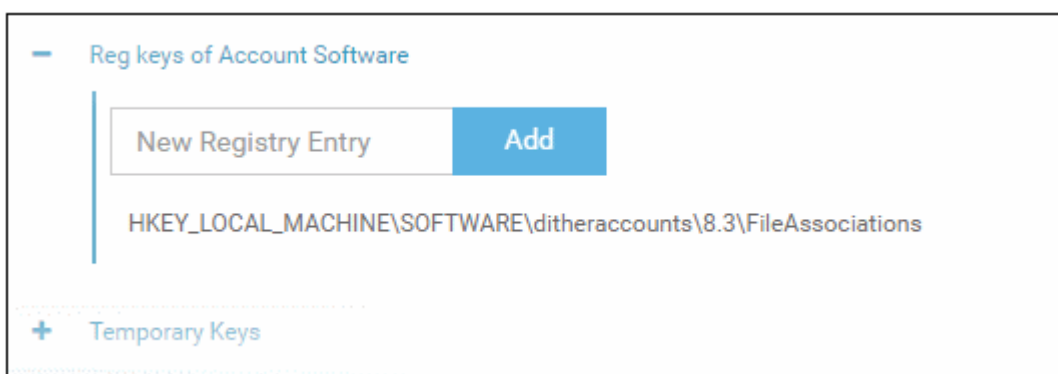 Reg keys of Account Software
New Registry Entry
Add
HKEY_LOCAL_MACHINE\SOFTWARE\ditheraccounts\8.3\FileAssociations
Temporary Keys